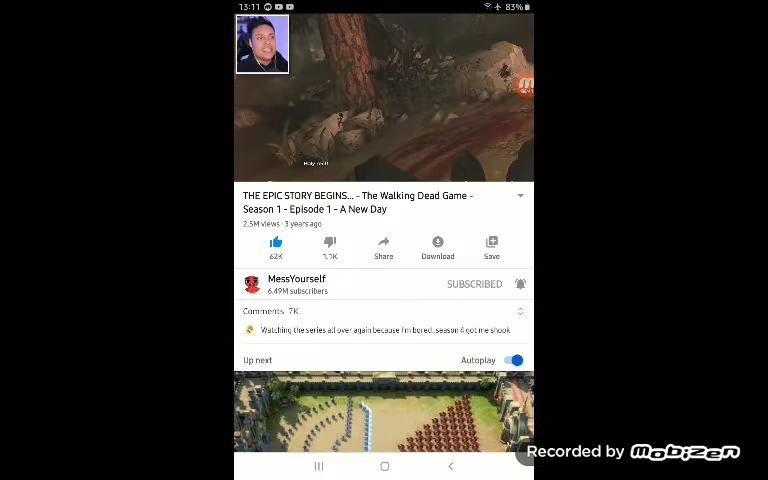 13:11
83%
Holy shit!
THE EPIC STORY BEGINS... - The Walking Dead Game -
Season 1 - Episode 1 - A New Day
2.5M views · 3 years ago
62K
1.1K
Share
Download
Save
MessYourself
6.49M subscribers
SUBSCRIBED
Comments 7K
Watching the series all over again because I'm bored..season 4 got me shook
Up next
Autoplay
Recorded by Mobizen